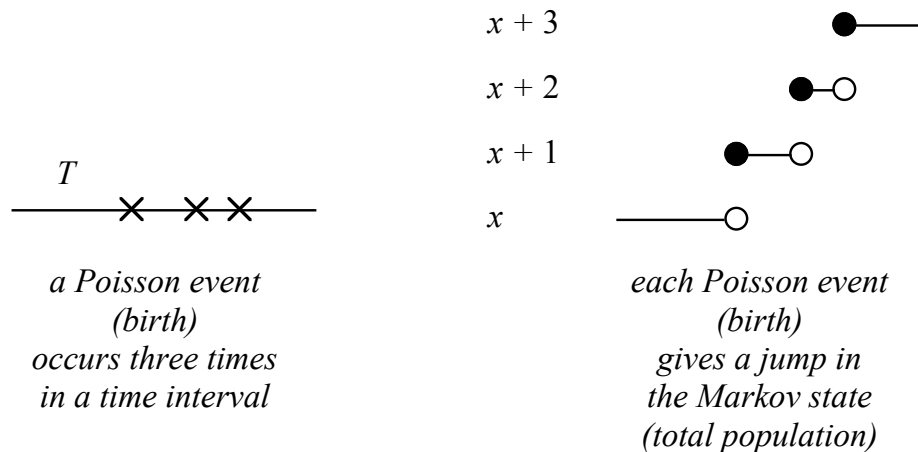 x + 3
x + 2
x + 1
x
T
a Poisson event
(birth)
occurs three times
in a time interval
each Poisson event
(birth)
gives a jump in
the Markov state
(total population)